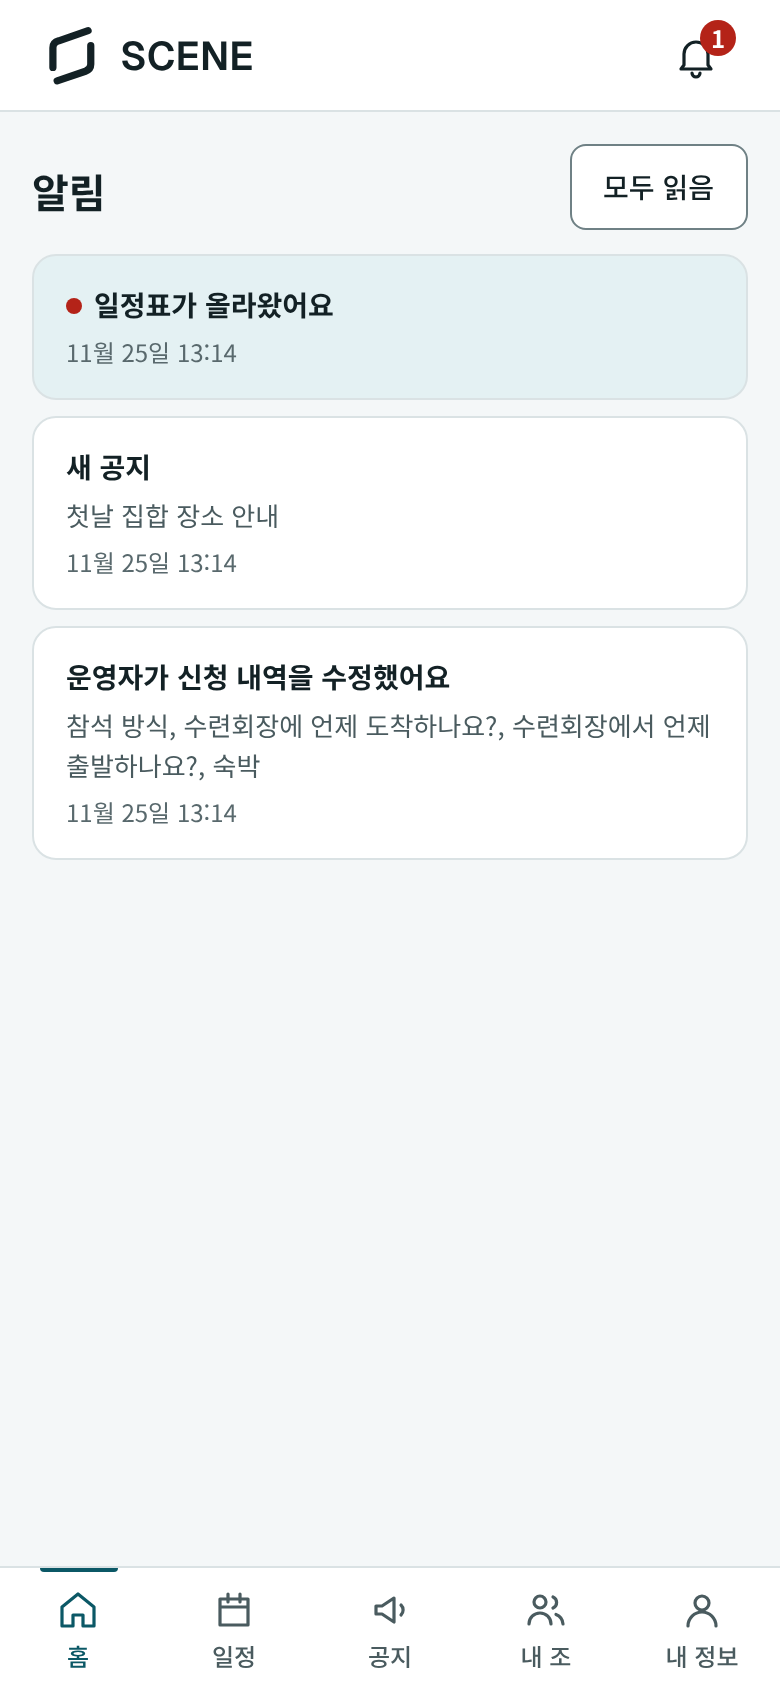 SCENE
1
알림
모두 읽음
일정표가 올라왔어요
11월 25일 13:14
새 공지
첫날 집합 장소 안내
11월 25일 13:14
운영자가 신청 내역을 수정했어요
참석 방식, 수련회장에 언제 도착하나요?, 수련회장에서 언제
출발하나요?, 숙박
11월 25일 13:14
홈
일정
공지
내 조
내 정보